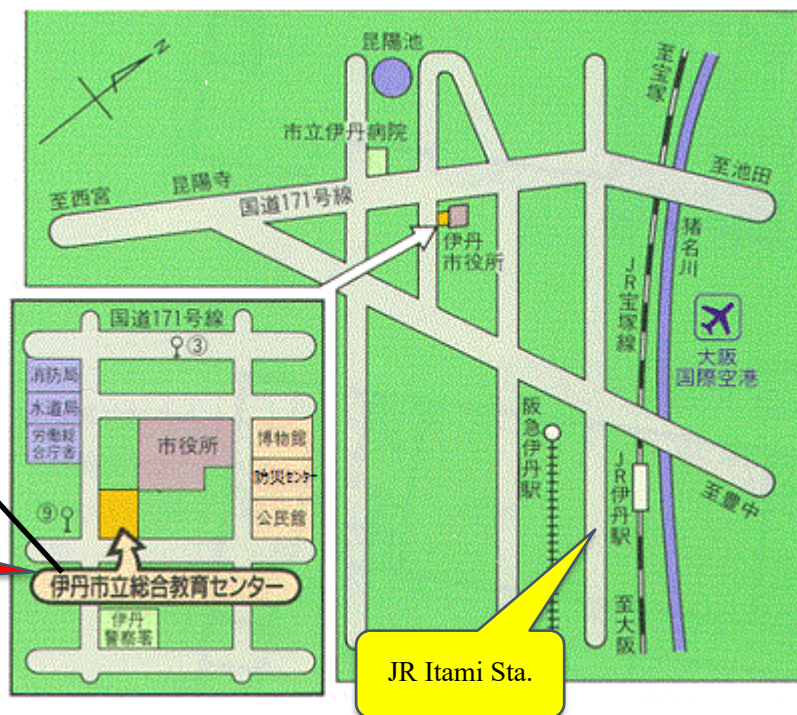 N
昆陽池
至宝塚
市立伊丹病院
至池田
昆陽寺
至西宮
国道171号線
猪名川
伊丹
市役所
JR宝塚線
大阪
国際空港
国道171号線
③
消防局
水道局
労働総
合庁舎
市役所
博物館
防災センター
公民館
⑨
阪急伊丹駅
JR伊丹駅
至豊中
伊丹市立総合教育センター
伊丹
警察署
至大阪
JR Itami Sta.